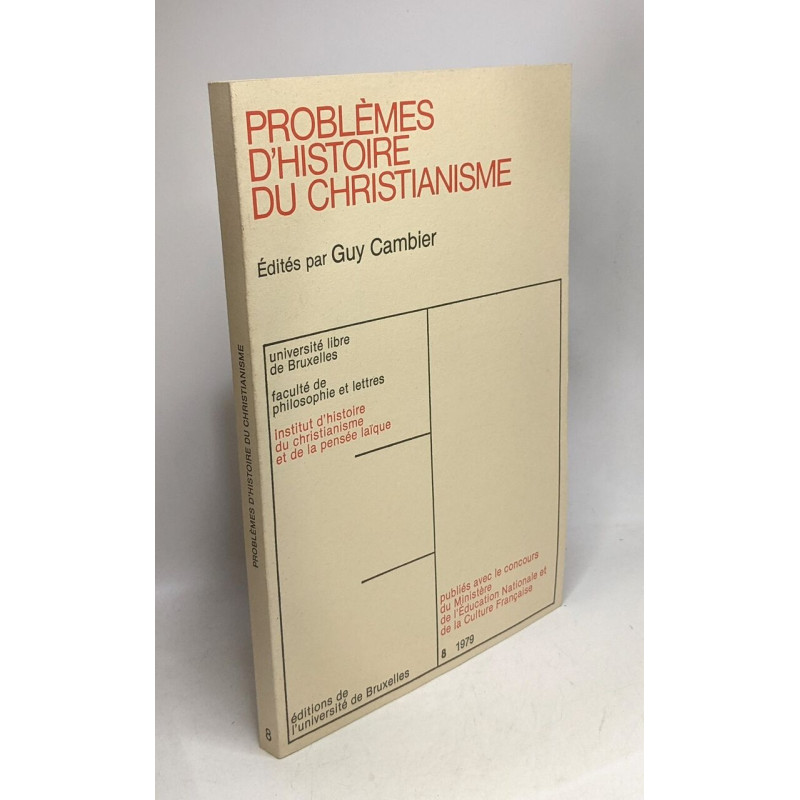 PROBLÈMES
D'HISTOIRE
DU CHRISTIANISME
Édités par Guy Cambier
université libre
de Bruxelles
faculté de
philosophie et lettres
institut d'histoire
du christianisme
et de la pensée laïque
publiés avec le concours
du Ministère
de l'Éducation Nationale et
de la Culture Française
8 1979
éditions de
l'université de Bruxelles
PROBLÈMES D'HISTOIRE DU CHRISTIANISME
8